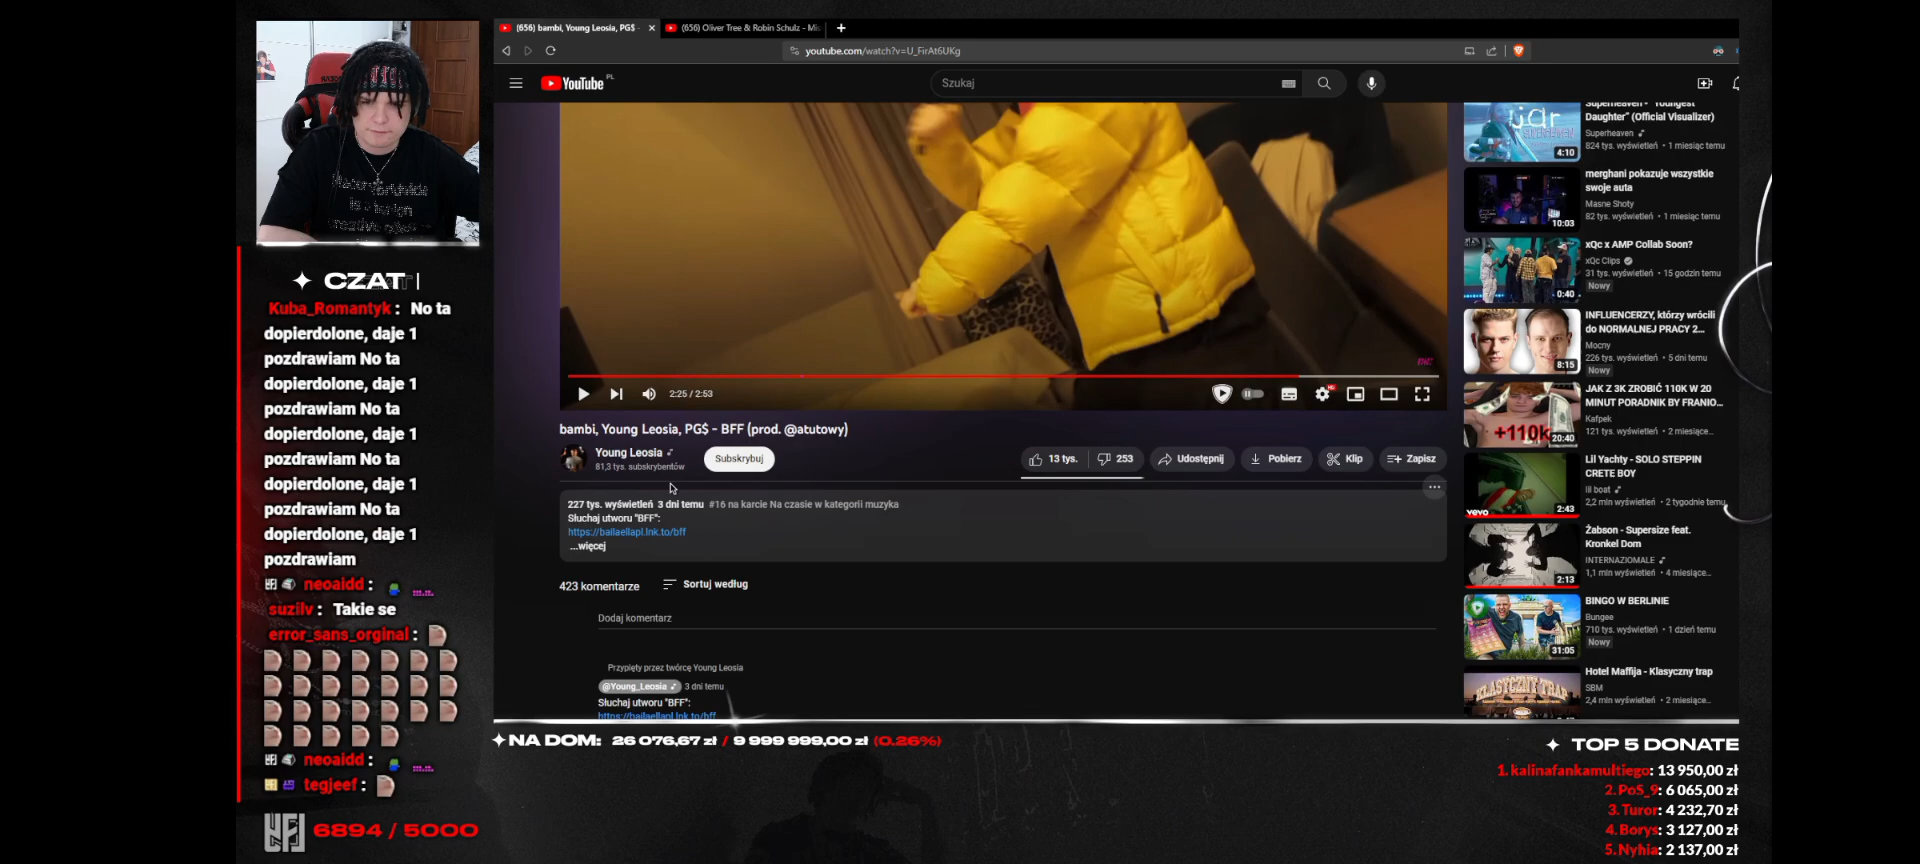 (656) bambi, Young Leosia, PG$ -
(656) Oliver Tree & Robin Schulz - Mis
youtube.com/watch?v=U_FirAt6UKg
YouTube PL
Szukaj
CZAT
Kuba_Romantyk : No ta
dopierdolone, daje 1
pozdrawiam No ta
dopierdolone, daje 1
pozdrawiam No ta
dopierdolone, daje 1
pozdrawiam No ta
dopierdolone, daje 1
pozdrawiam No ta
dopierdolone, daje 1
pozdrawiam
neoaidd :
suzilv : Takie se
error_sans_orginal :
neoaidd :
tegjeef :
6894 / 5000
2:25 / 2:53
bambi, Young Leosia, PG$ - BFF (prod. @atutowy)
Young Leosia
81,3 tys. subskrybentów
Subskrybuj
13 tys.
253
Udostępnij
Pobierz
Klip
Zapisz
227 tys. wyświetleń 3 dni temu #16 na karcie Na czasie w kategorii muzyka
Słuchaj utworu "BFF":
https://bailaellapl.lnk.to/bff
...więcej
423 komentarze
Sortuj według
Dodaj komentarz
Przypięty przez twórcę Young Leosia
@Young_Leosia 3 dni temu
Słuchaj utworu "BFF":
https://bailaellapl.lnk.to/bff
Superheaven - "Youngest
Daughter" (Official Visualizer)
Superheaven
824 tys. wyświetleń • 1 miesiąc temu
4:10
merghani pokazuje wszystkie
swoje auta
Masne Shoty
82 tys. wyświetleń • 1 miesiąc temu
10:03
xQc x AMP Collab Soon?
xQc Clips
31 tys. wyświetleń • 15 godzin temu
Nowy
0:40
INFLUENCERZY, którzy wrócili
do NORMALNEJ PRACY 2...
Mocny
226 tys. wyświetleń • 5 dni temu
Nowy
8:15
JAK Z 3K ZROBIĆ 110K W 20
MINUT PORADNIK BY FRANIO...
Kafpek
121 tys. wyświetleń • 2 miesiące...
+110k
20:40
Lil Yachty - SOLO STEPPIN
CRETE BOY
lil boat
2,2 mln wyświetleń • 2 tygodnie temu
vevo
2:43
Żabson - Supersize feat.
Kronkel Dom
INTERNAZIOMALE
1,1 mln wyświetleń • 4 miesiące...
2:13
BINGO W BERLINIE
Bungee
710 tys. wyświetleń • 1 dzień temu
Nowy
31:05
Hotel Maffija - Klasyczny trap
SBM
2,4 mln wyświetleń • 2 miesiące...
KLASYCZNY TRAP
NA DOM: 26 076,67 zł / 9 999 999,00 zł (0.26%)
TOP 5 DONATE
1. kalinafankamultiego: 13 950,00 zł
2. PoS_9: 6 065,00 zł
3. Turor: 4 232,70 zł
4. Borys: 3 127,00 zł
5. Nyhia: 2 137,00 zł